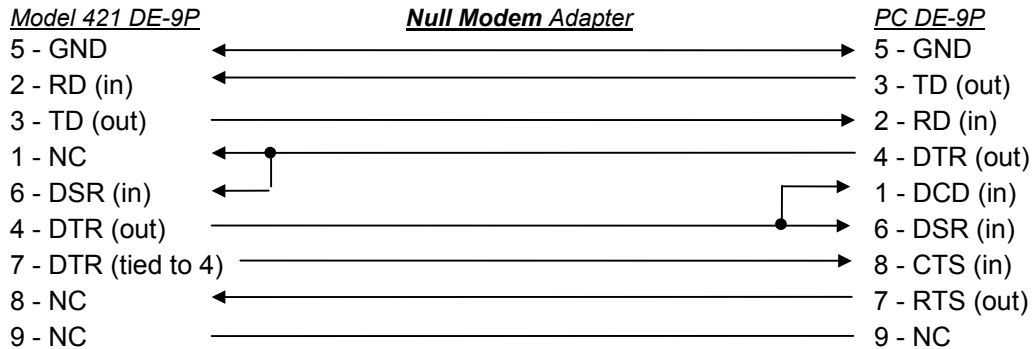 Model 421 DE-9P Null Modem Adapter PC DE-9P
5 - GND 5 - GND
2 - RD (in) 3 - TD (out)
3 - TD (out) 2 - RD (in)
1 - NC 4 - DTR (out)
6 - DSR (in) 1 - DCD (in)
4 - DTR (out) 6 - DSR (in)
7 - DTR (tied to 4) 8 - CTS (in)
8 - NC 7 - RTS (out)
9 - NC 9 - NC